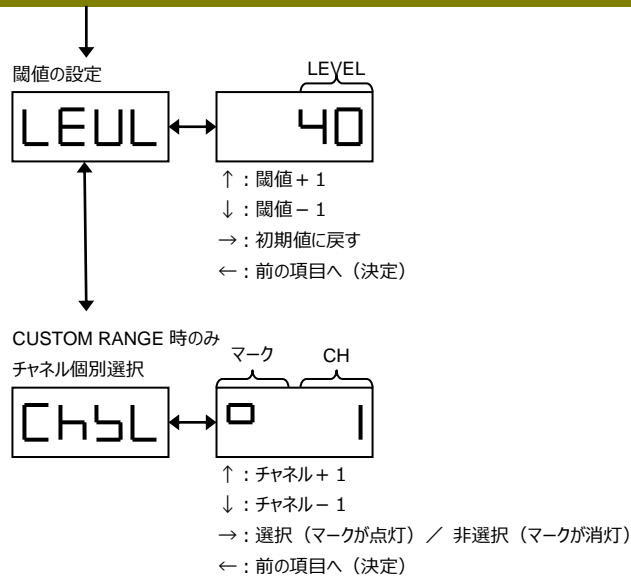 閾値の設定
LEVEL
LEUL
40
↑：閾値＋1
↓：閾値－1
→：初期値に戻す
←：前の項目へ（決定）
CUSTOM RANGE 時のみ
チャネル個別選択
マーク CH
ChSL
1
↑：チャネル＋1
↓：チャネル－1
→：選択（マークが点灯）／ 非選択（マークが消灯）
←：前の項目へ（決定）